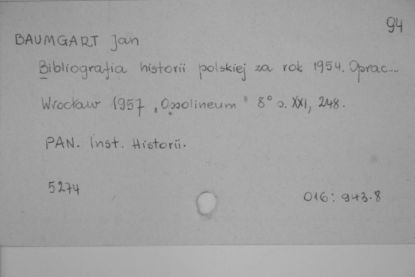 94
BAUMGART Jan
Bibliografia historii polskiej za rok 1954. Oprac...
Wrocław 1957 "Ossolineum" 8° s. XXI, 248.
PAN. Inst. Historii.
5274
016: 943.8